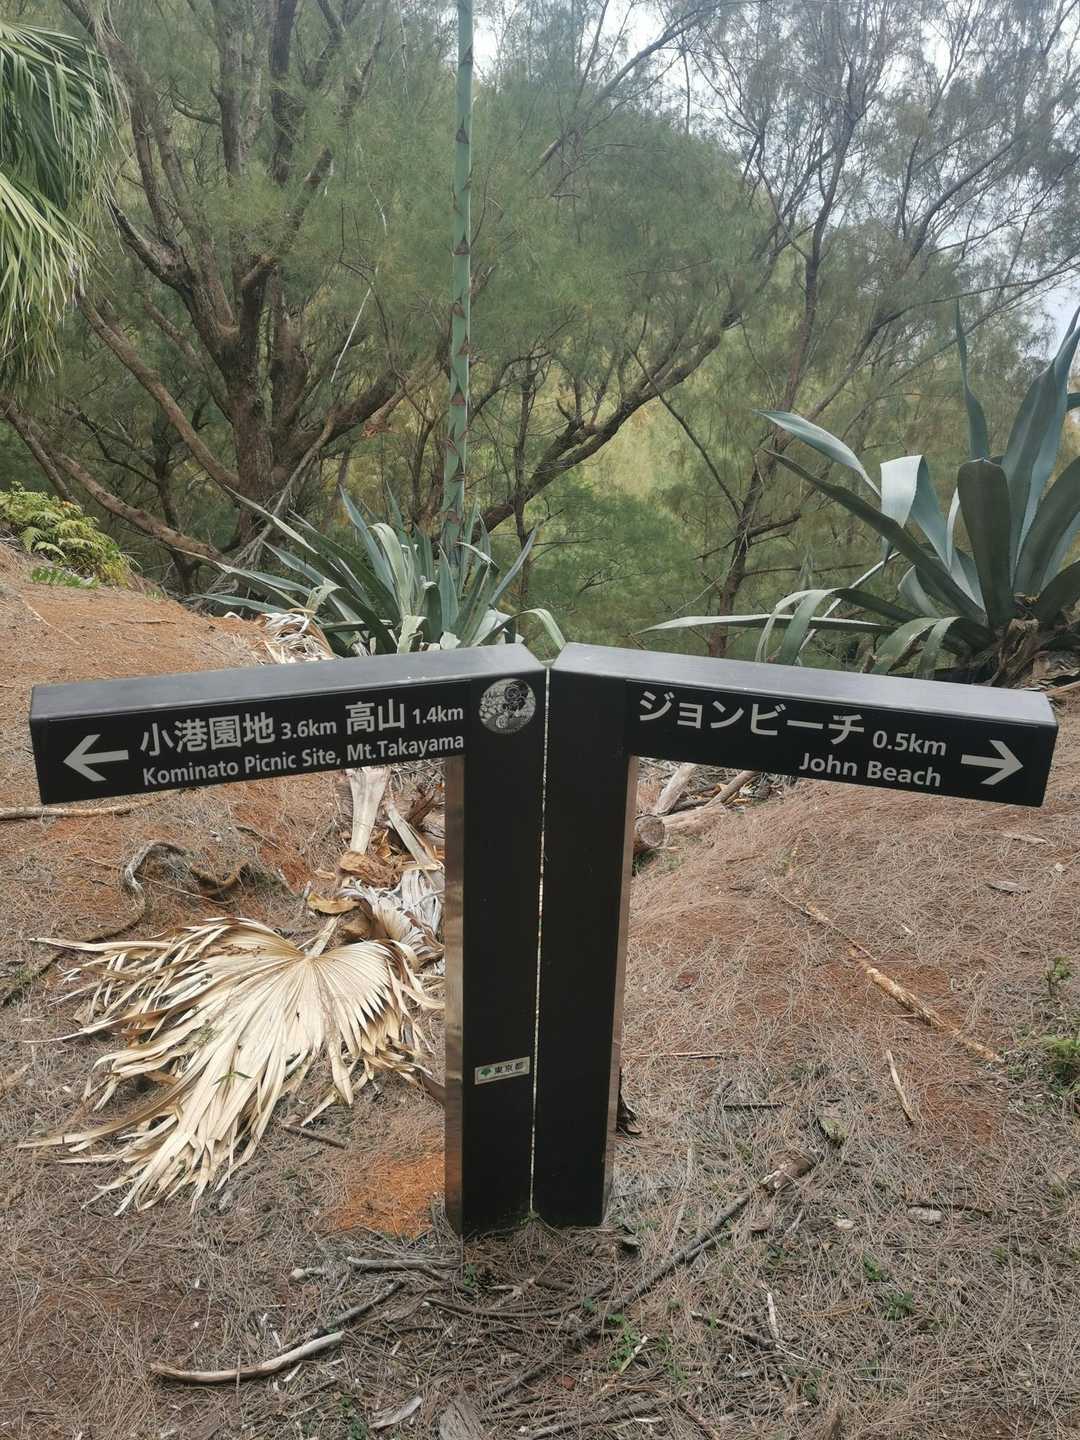 小港園地 3.6km 高山 1.4km
Kominato Picnic Site, Mt.Takayama
ジョンビーチ 0.5km
John Beach
東京都